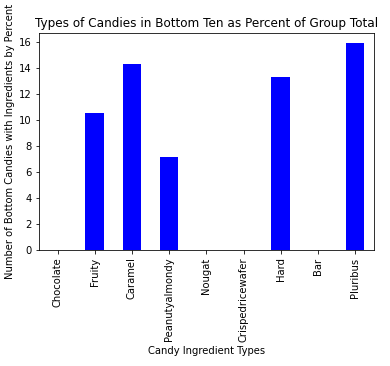 Types of Candies in Bottom Ten as Percent of Group Total
Number of Bottom Candies with Ingredients by Percent
16
14
12
10
8
6
4
2
0
Chocolate
Fruity
Caramel
Peanutyalmondy
Nougat
Crispedricewafer
Hard
Bar
Pluribus
Candy Ingredient Types